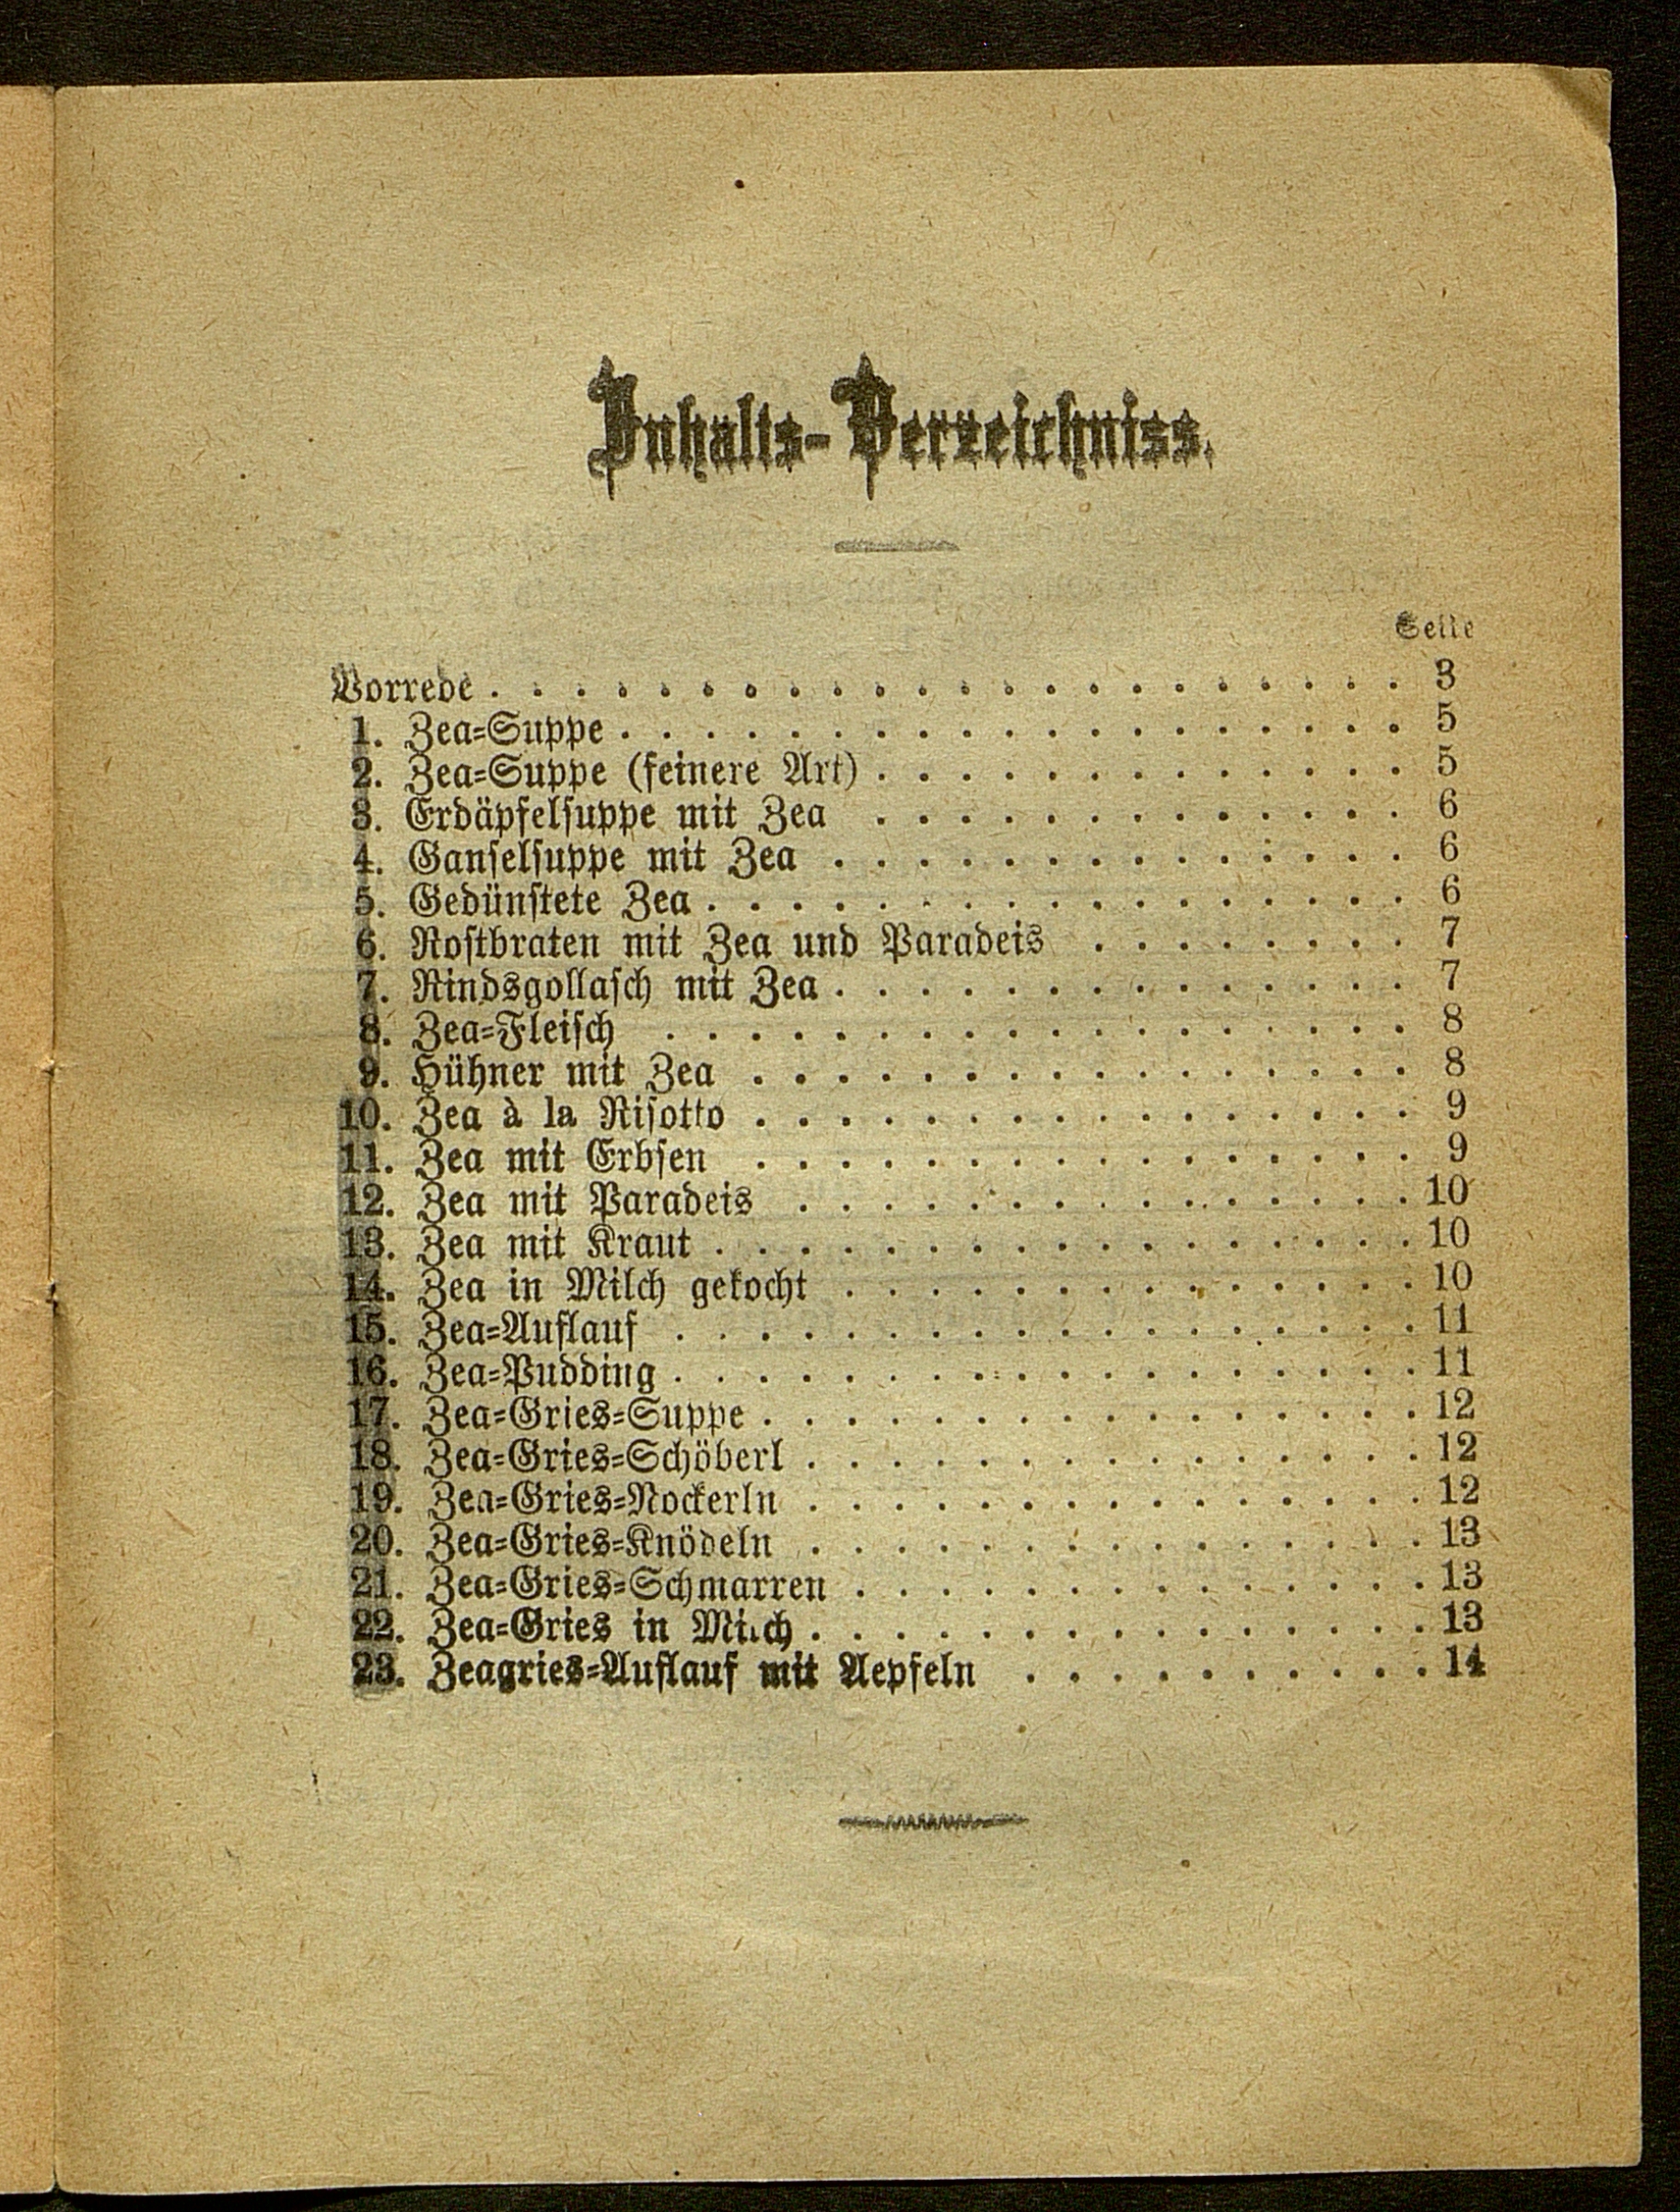 Inhalts-Verzeichniss.
Seite
Vorrede . . . . . . . . . . . . . . . . . . . . . . 3
1. Zea-Suppe . . . . . . . . . . . . . . . . . . . 5
2. Zea-Suppe (feinere Art) . . . . . . . . . . . . . 5
3. Erdäpfelsuppe mit Zea . . . . . . . . . . . . . 6
4. Ganselsuppe mit Zea . . . . . . . . . . . . . . 6
5. Gedünstete Zea . . . . . . . . . . . . . . . . . 6
6. Rostbraten mit Zea und Paradeis . . . . . . . . 7
7. Rindsgollasch mit Zea . . . . . . . . . . . . . . 7
8. Zea-Fleisch . . . . . . . . . . . . . . . . . . 8
9. Hühner mit Zea . . . . . . . . . . . . . . . . 8
10. Zea à la Risotto . . . . . . . . . . . . . . . . 9
11. Zea mit Erbsen . . . . . . . . . . . . . . . . 9
12. Zea mit Paradeis . . . . . . . . . . . . . . . 10
13. Zea mit Kraut . . . . . . . . . . . . . . . . . 10
14. Zea in Milch gekocht . . . . . . . . . . . . . . 10
15. Zea-Auflauf . . . . . . . . . . . . . . . . . . 11
16. Zea-Pudding . . . . . . . . . . . . . . . . . . 11
17. Zea-Gries-Suppe . . . . . . . . . . . . . . . . 12
18. Zea-Gries-Schöberl . . . . . . . . . . . . . . . 12
19. Zea-Gries-Nockerln . . . . . . . . . . . . . . . 12
20. Zea-Gries-Knödeln . . . . . . . . . . . . . . . 13
21. Zea-Gries-Schmarren . . . . . . . . . . . . . . 13
22. Zea-Gries in Milch . . . . . . . . . . . . . . . 13
23. Zeagries-Auflauf mit Aepfeln . . . . . . . . . . 14